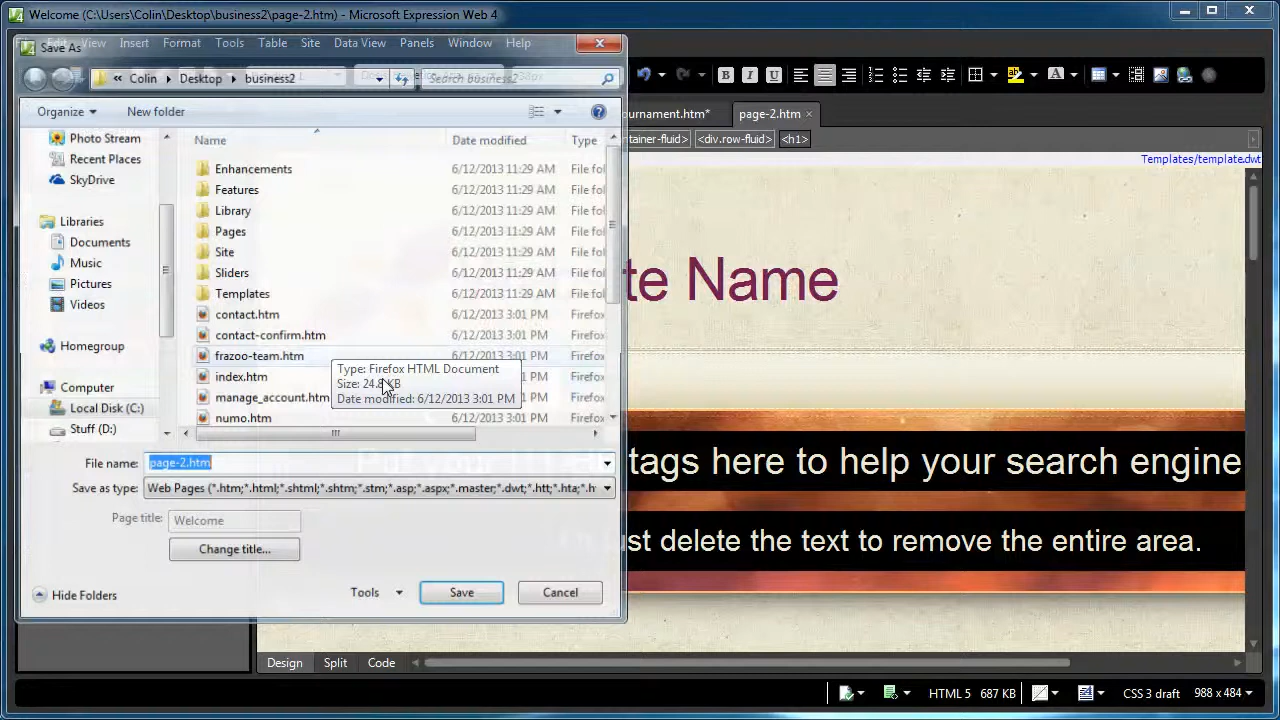 Welcome (C:\Users\Colin\Desktop\business2\page-2.htm) - Microsoft Expression Web 4
View Insert Format Tools Table Site Data View Panels Window Help
Save As
« Colin Desktop business2
Search business2
Organize New folder
ournament.htm* page-2.htm
tainer-fluid> <div.row-fluid> <h1>
Templates/template.dwt
Name Date modified Type
Photo Stream
Recent Places
SkyDrive
Libraries
Documents
Music
Pictures
Videos
Homegroup
Computer
Local Disk (C:)
Stuff (D:)
Enhancements 6/12/2013 11:29 AM File fol
Features 6/12/2013 11:29 AM File fol
Library 6/12/2013 11:29 AM File fol
Pages 6/12/2013 11:29 AM File fol
Site 6/12/2013 11:29 AM File fol
Sliders 6/12/2013 11:29 AM File fol
Templates 6/12/2013 11:29 AM File fol
contact.htm 6/12/2013 3:01 PM Firefox
contact-confirm.htm 6/12/2013 3:01 PM Firefox
frazoo-team.htm 6/12/2013 3:01 PM Firefox
index.htm Firefox
manage_account.htm Firefox
numo.htm 6/12/2013 3:01 PM Firefox
Type: Firefox HTML Document
Size: 24.8 KB
Date modified: 6/12/2013 3:01 PM
File name: page-2.htm
Save as type: Web Pages (*.htm;*.html;*.shtml;*.shtm;*.stm;*.asp;*.aspx;*.master;*.dwt;*.htt;*.hta;*.h
Page title: Welcome
Change title...
Hide Folders Tools Save Cancel
te Name
tags here to help your search engine
ust delete the text to remove the entire area.
Design Split Code
HTML 5 687 KB CSS 3 draft 988 x 484